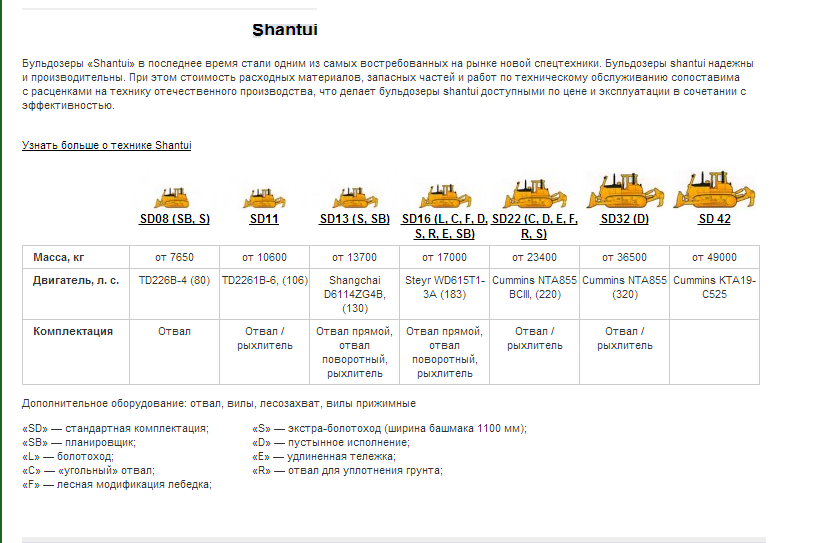 Shantui
Бульдозеры «Shantui» в последнее время стали одним из самых востребованных на рынке новой спецтехники. Бульдозеры shantui надежны
и производительны. При этом стоимость расходных материалов, запасных частей и работ по техническому обслуживанию сопоставима
с расценками на технику отечественного производства, что делает бульдозеры shantui доступными по цене и эксплуатации в сочетании с
эффективностью.
Узнать больше о технике Shantui
SD08 (SB, S) SD11 SD13 (S, SB) SD16 (L, C, F, D, SD22 (C, D, E, F, SD32 (D) SD 42
S, R, E, SB) R, S)
Масса, кг от 7650 от 10600 от 13700 от 17000 от 23400 от 36500 от 49000
Двигатель, л. с. TD226B-4 (80) TD2261B-6, (106) Shangchai Steyr WD615T1- Cummins NTA855 Cummins NTA855 Cummins KTA19-
D6114ZG4B, 3A (183) BCIII, (220) (320) C525
(130)
Комплектация Отвал Отвал / Отвал прямой, Отвал прямой, Отвал / Отвал /
рыхлитель отвал отвал рыхлитель рыхлитель
поворотный, поворотный,
рыхлитель рыхлитель
Дополнительное оборудование: отвал, вилы, лесозахват, вилы прижимные
«SD» — стандартная комплектация; «S» — экстра-болотоход (ширина башмака 1100 мм);
«SB» — планировщик; «D» — пустынное исполнение;
«L» — болотоход; «E» — удлиненная тележка;
«C» — «угольный» отвал; «R» — отвал для уплотнения грунта;
«F» — лесная модификация лебедка;